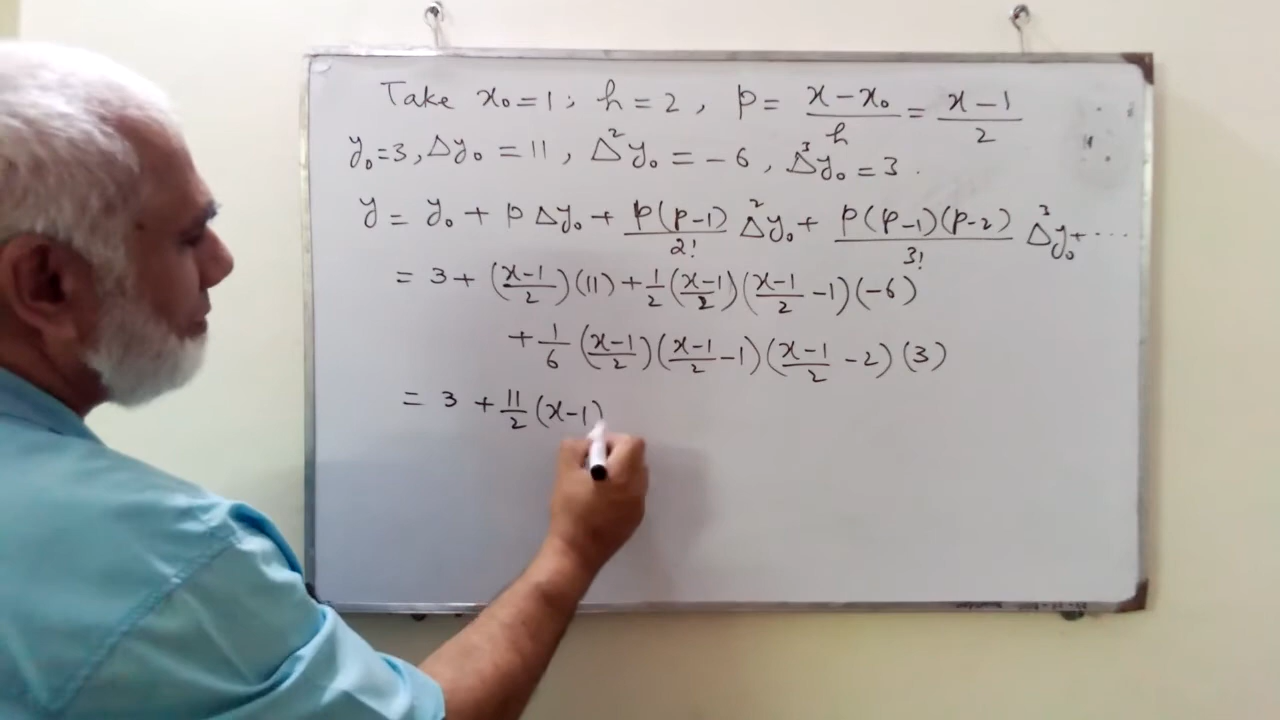 Take x₀=1; h=2, p= (x-x₀)/h = (x-1)/2
y₀=3, Δy₀ = 11, Δ²y₀ = -6, Δ³y₀ = 3.
y = y₀ + p Δy₀ + p(p-1)/2! Δ²y₀ + p(p-1)(p-2)/3! Δ³y₀ + ...
= 3 + ((x-1)/2)(11) + 1/2 ((x-1)/2)((x-1)/2 -1)(-6)
+ 1/6 ((x-1)/2)((x-1)/2 -1)((x-1)/2 -2)(3)
= 3 + 11/2 (x-1)